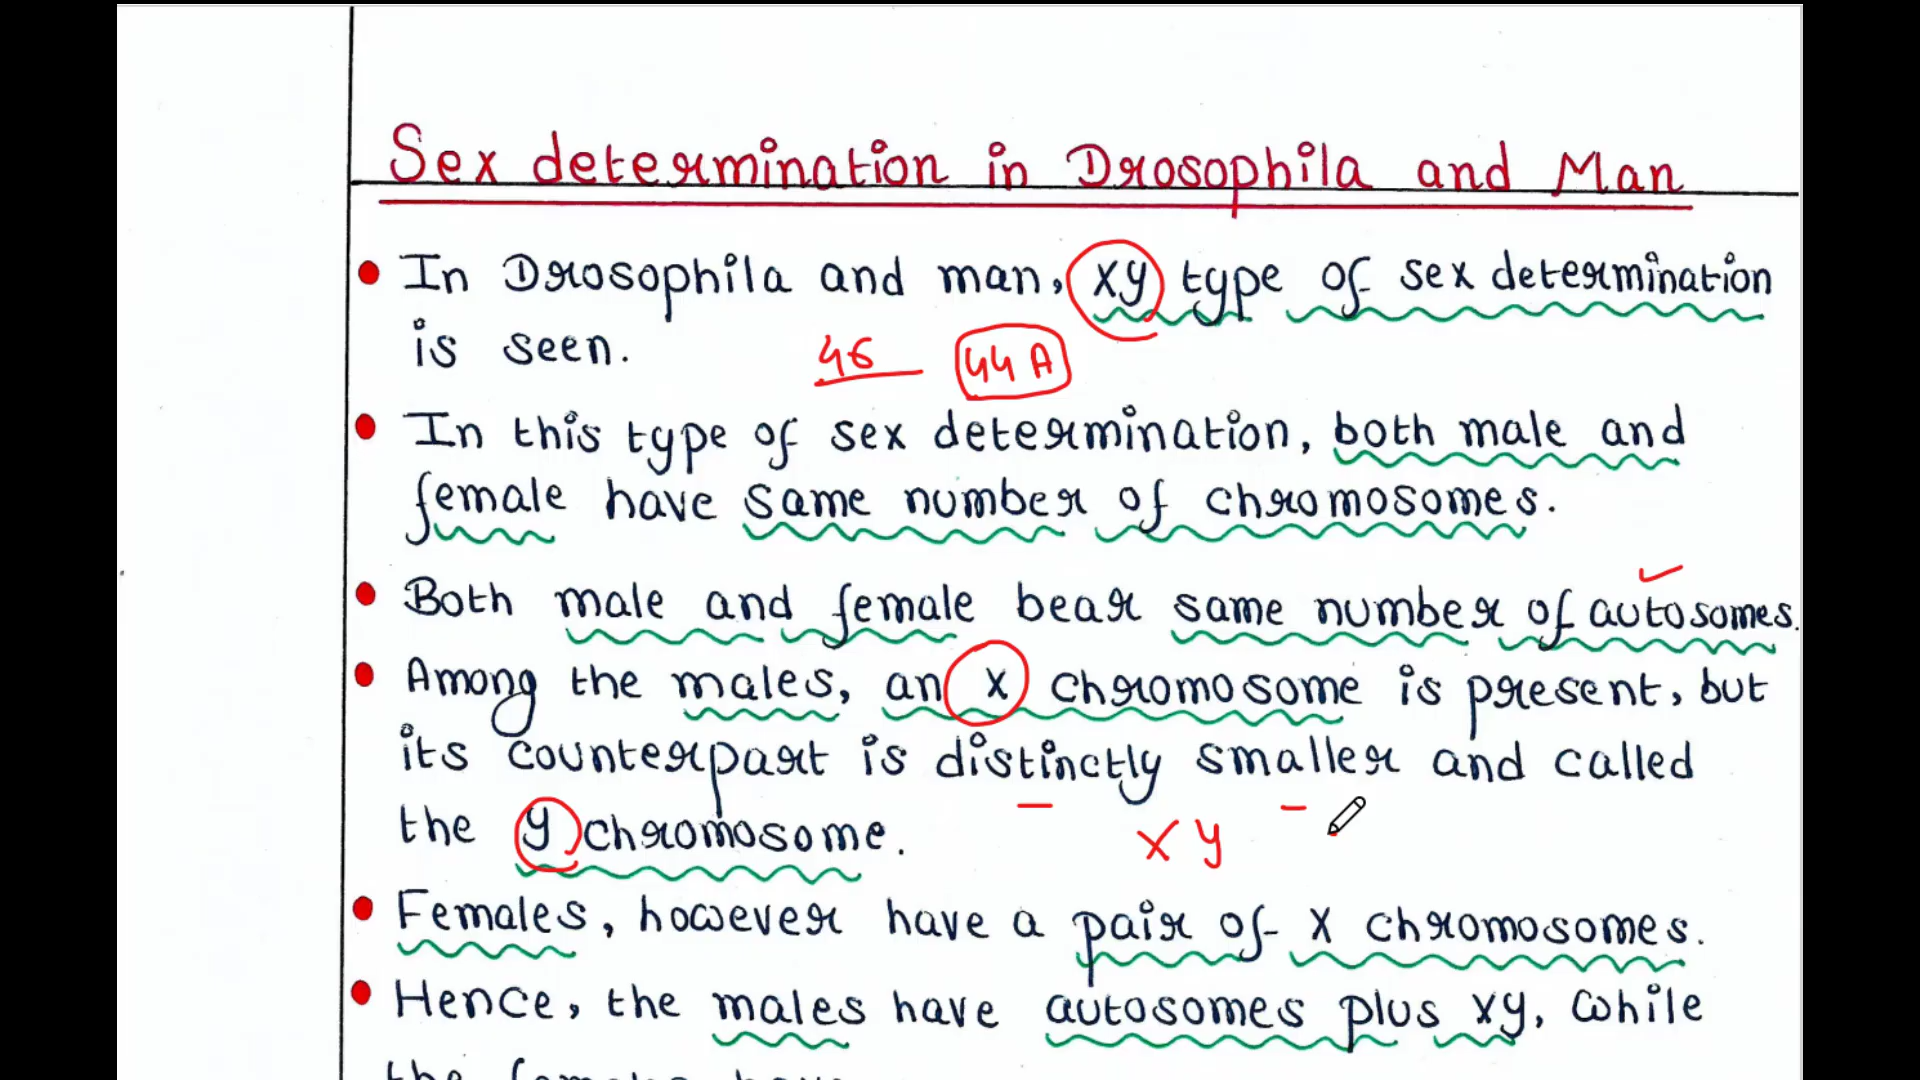 Sex determination in Drosophila and Man
• In Drosophila and man, xy type of sex determination
is seen.
46 44 A
• In this type of sex determination, both male and
female have same number of chromosomes.
• Both male and female bear same number of autosomes.
• Among the males, an X chromosome is present, but
its counterpart is distinctly smaller and called
the y chromosome.
X y
• Females, however have a pair of X chromosomes.
• Hence, the males have autosomes plus xy, while
the females have